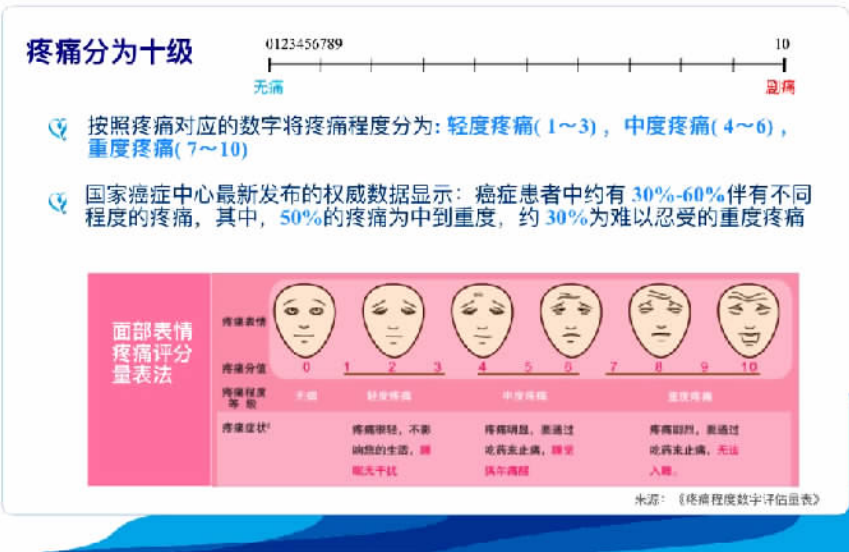 疼痛分为十级
0123456789 10
无痛 剧痛
按照疼痛对应的数字将疼痛程度分为: 轻度疼痛( 1～3) ，中度疼痛( 4～6) ，
重度疼痛( 7～10)
国家癌症中心最新发布的权威数据显示：癌症患者中约有 30%-60%伴有不同
程度的疼痛，其中，50%的疼痛为中到重度，约 30%为难以忍受的重度疼痛
面部表情
疼痛评分
量表法
疼痛表情
疼痛分值 0 1 2 3 4 5 6 7 8 9 10
疼痛程度
等 级
无痛 轻度疼痛 中度疼痛 重度疼痛
疼痛症状
疼痛很轻，不影
响您的生活，睡
眠无干扰
疼痛明显，要通过
吃药来止痛，睡觉
偶尔痛醒
疼痛剧烈，要通过
吃药来止痛，无法
入睡。
来源：《疼痛程度数字评估量表》